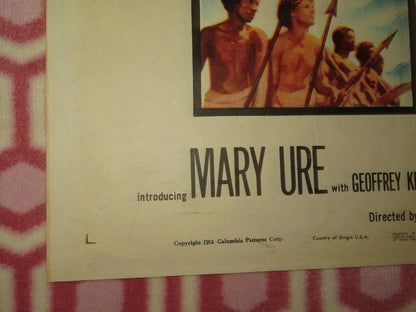 introducing MARY URE with GEOFFREY
Directed by
L.
Copyright 1956 Columbia Pictures Corp.
Country of Origin U.S.A.